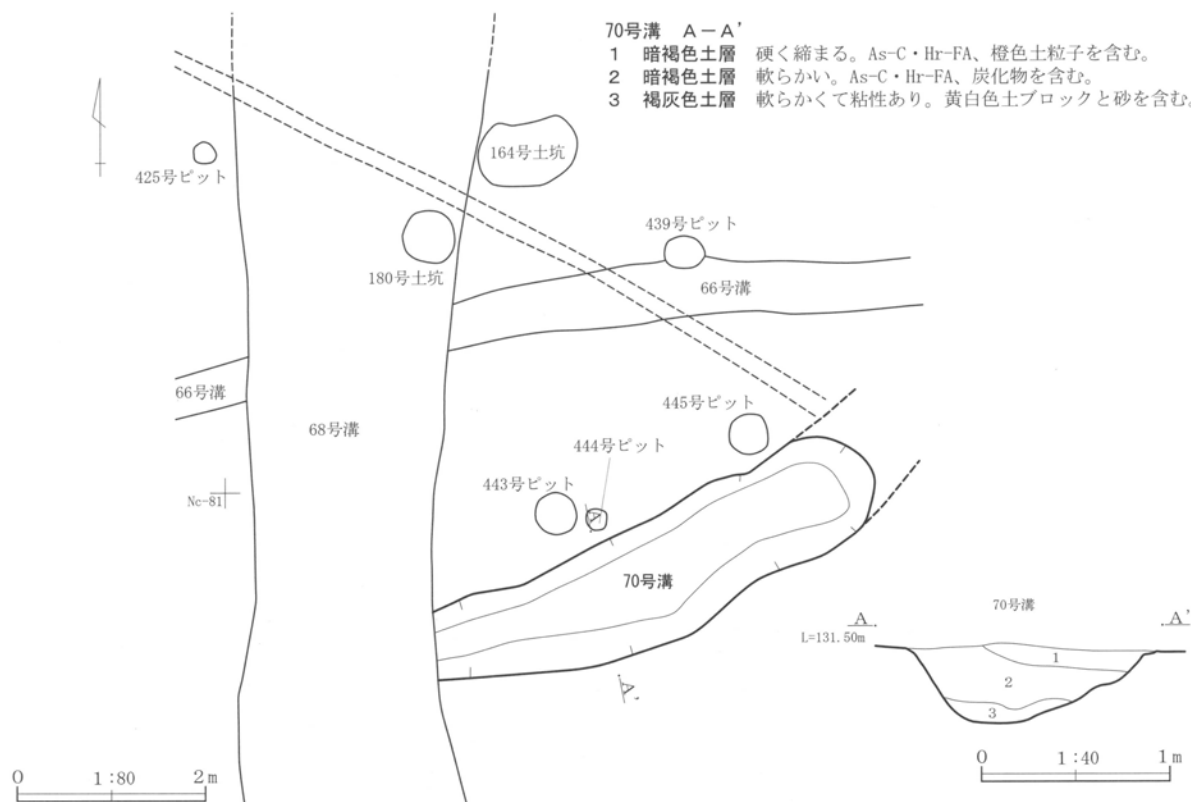 70号溝 A－A'
1 暗褐色土層 硬く締まる。As-C・Hr-FA、橙色土粒子を含む。
2 暗褐色土層 軟らかい。As-C・Hr-FA、炭化物を含む。
3 褐灰色土層 軟らかくて粘性あり。黄白色土ブロックと砂を含む。
164号土坑
425号ピット
439号ピット
180号土坑
66号溝
66号溝
68号溝
445号ピット
444号ピット
443号ピット
Nc-81
A
70号溝
A'
70号溝
A A'
L=131.50m
1
2
3
0 1:80 2m
0 1:40 1m